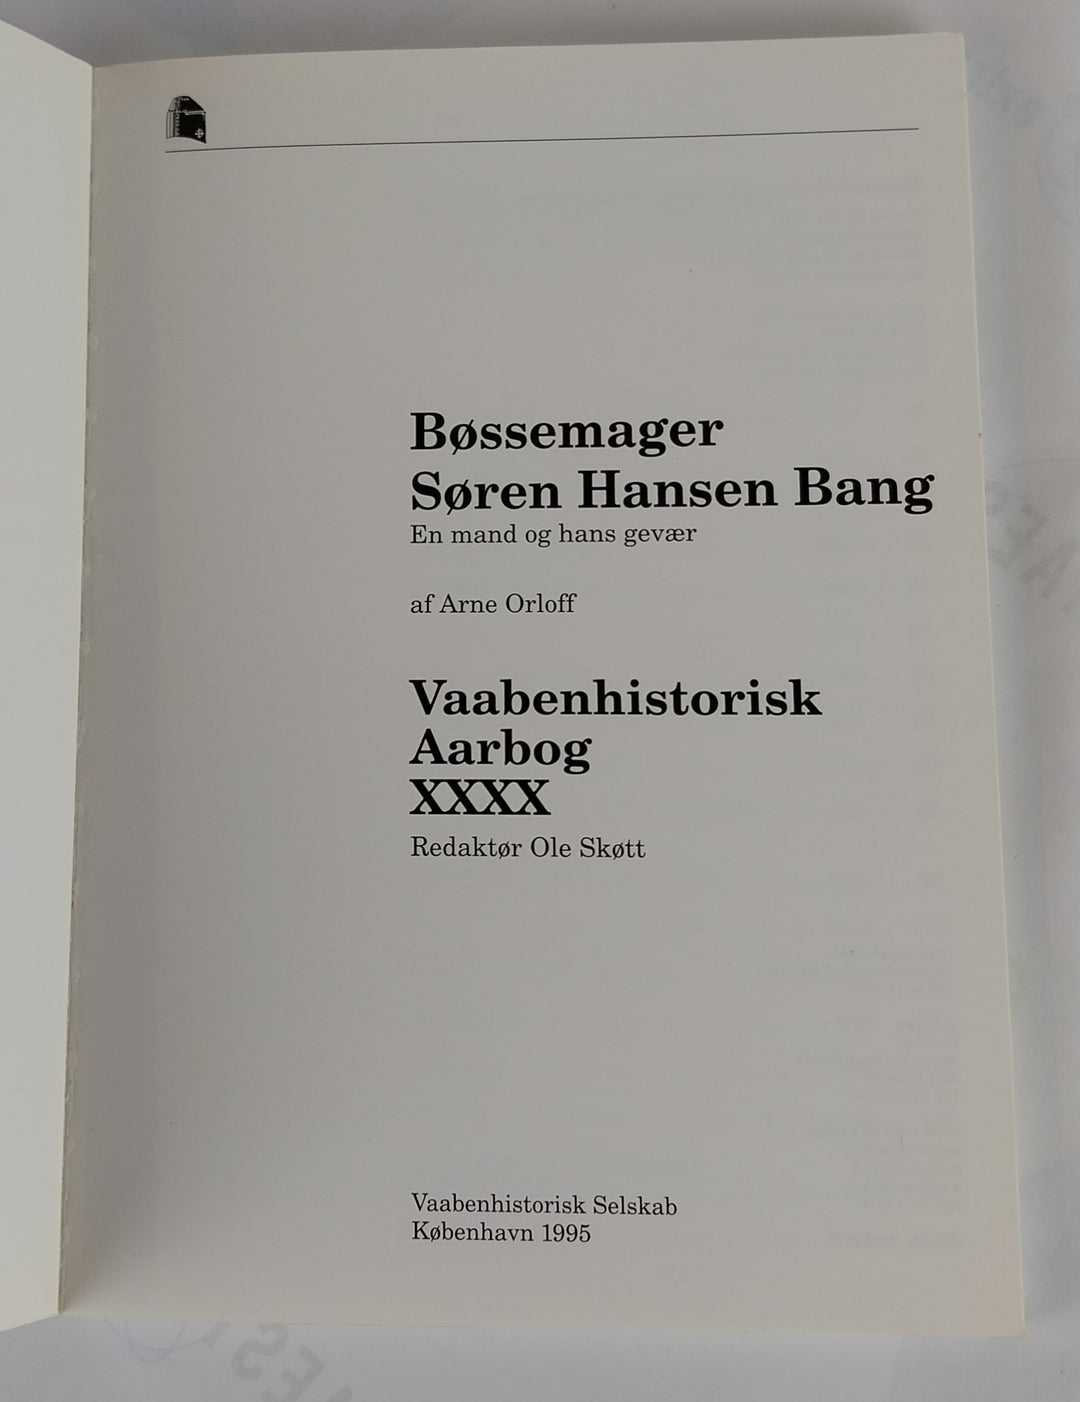 Bøssemager
Søren Hansen Bang
En mand og hans gevær
af Arne Orloff
Vaabenhistorisk
Aarbog
XXXX
Redaktør Ole Skøtt
Vaabenhistorisk Selskab
København 1995